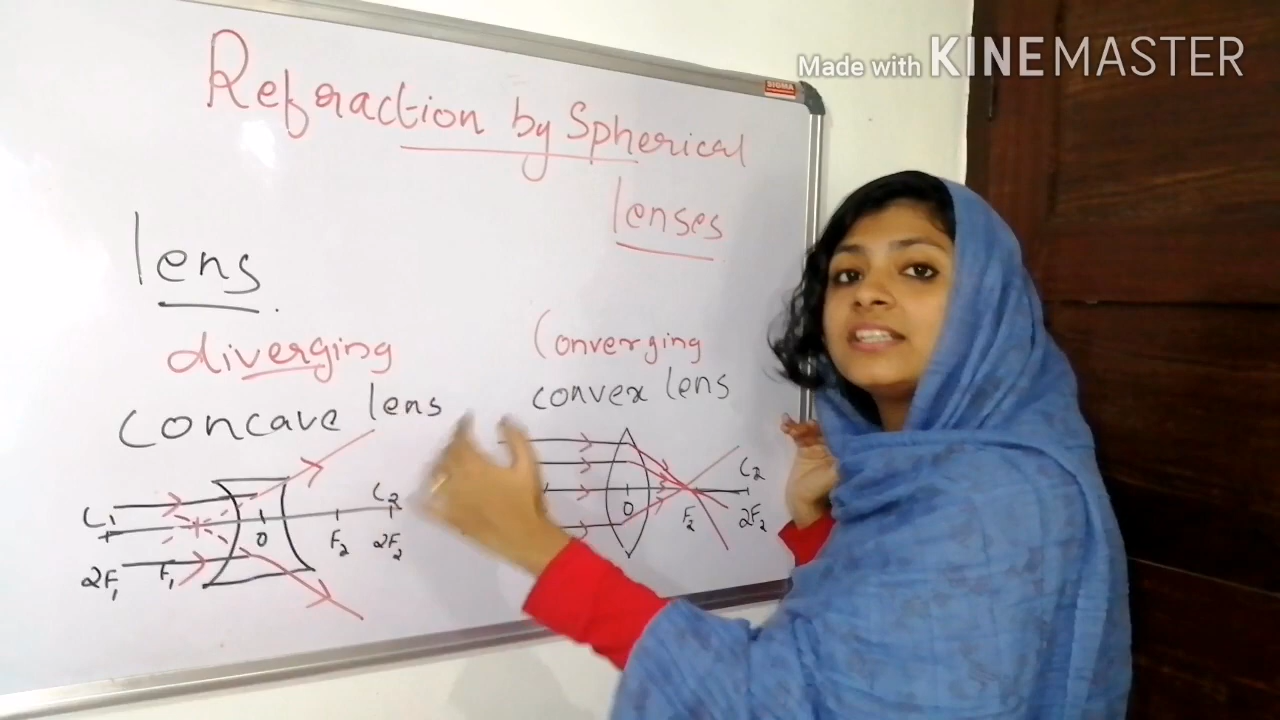 Made with KINEMASTER
SIGMA
Refraction by Spherical
lenses
lens
diverging
concave lens
Converging
convex lens
C1
2F1
F1
O
F2
C2
2F2
O
F2
C2
2F2